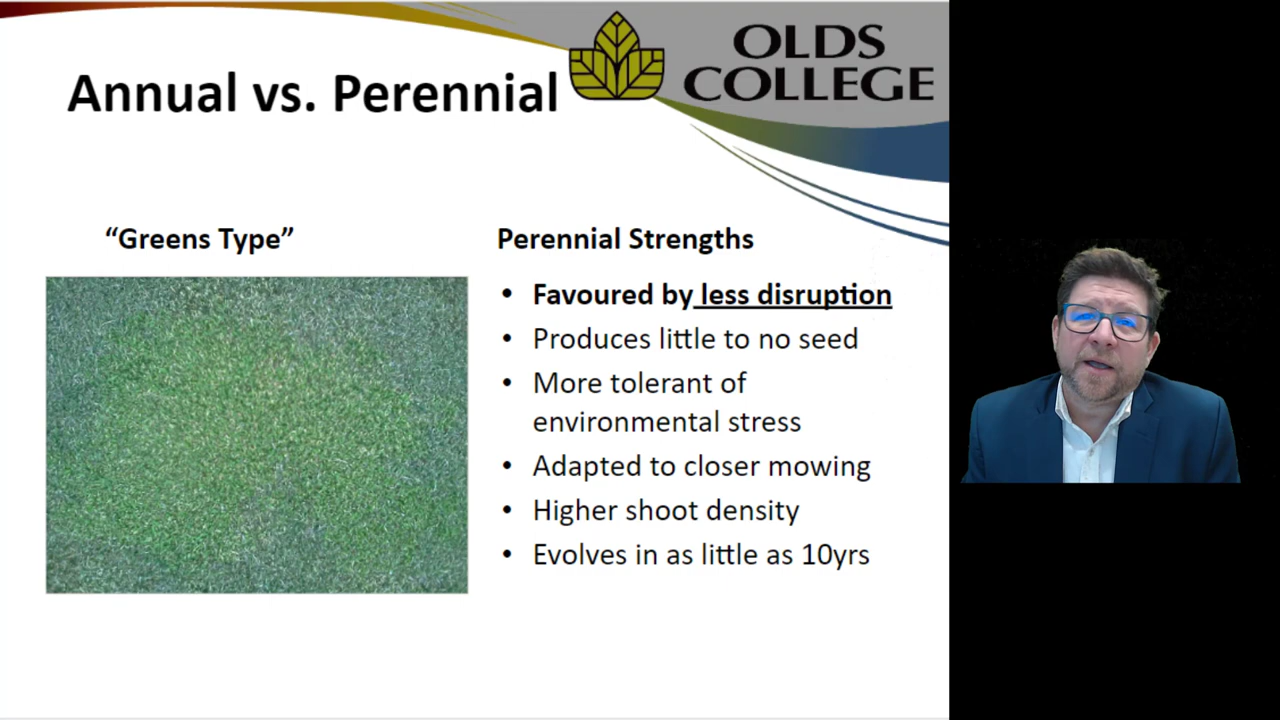 Annual vs. Perennial
OLDS
COLLEGE
“Greens Type”
Perennial Strengths
• Favoured by less disruption
• Produces little to no seed
• More tolerant of
environmental stress
• Adapted to closer mowing
• Higher shoot density
• Evolves in as little as 10yrs